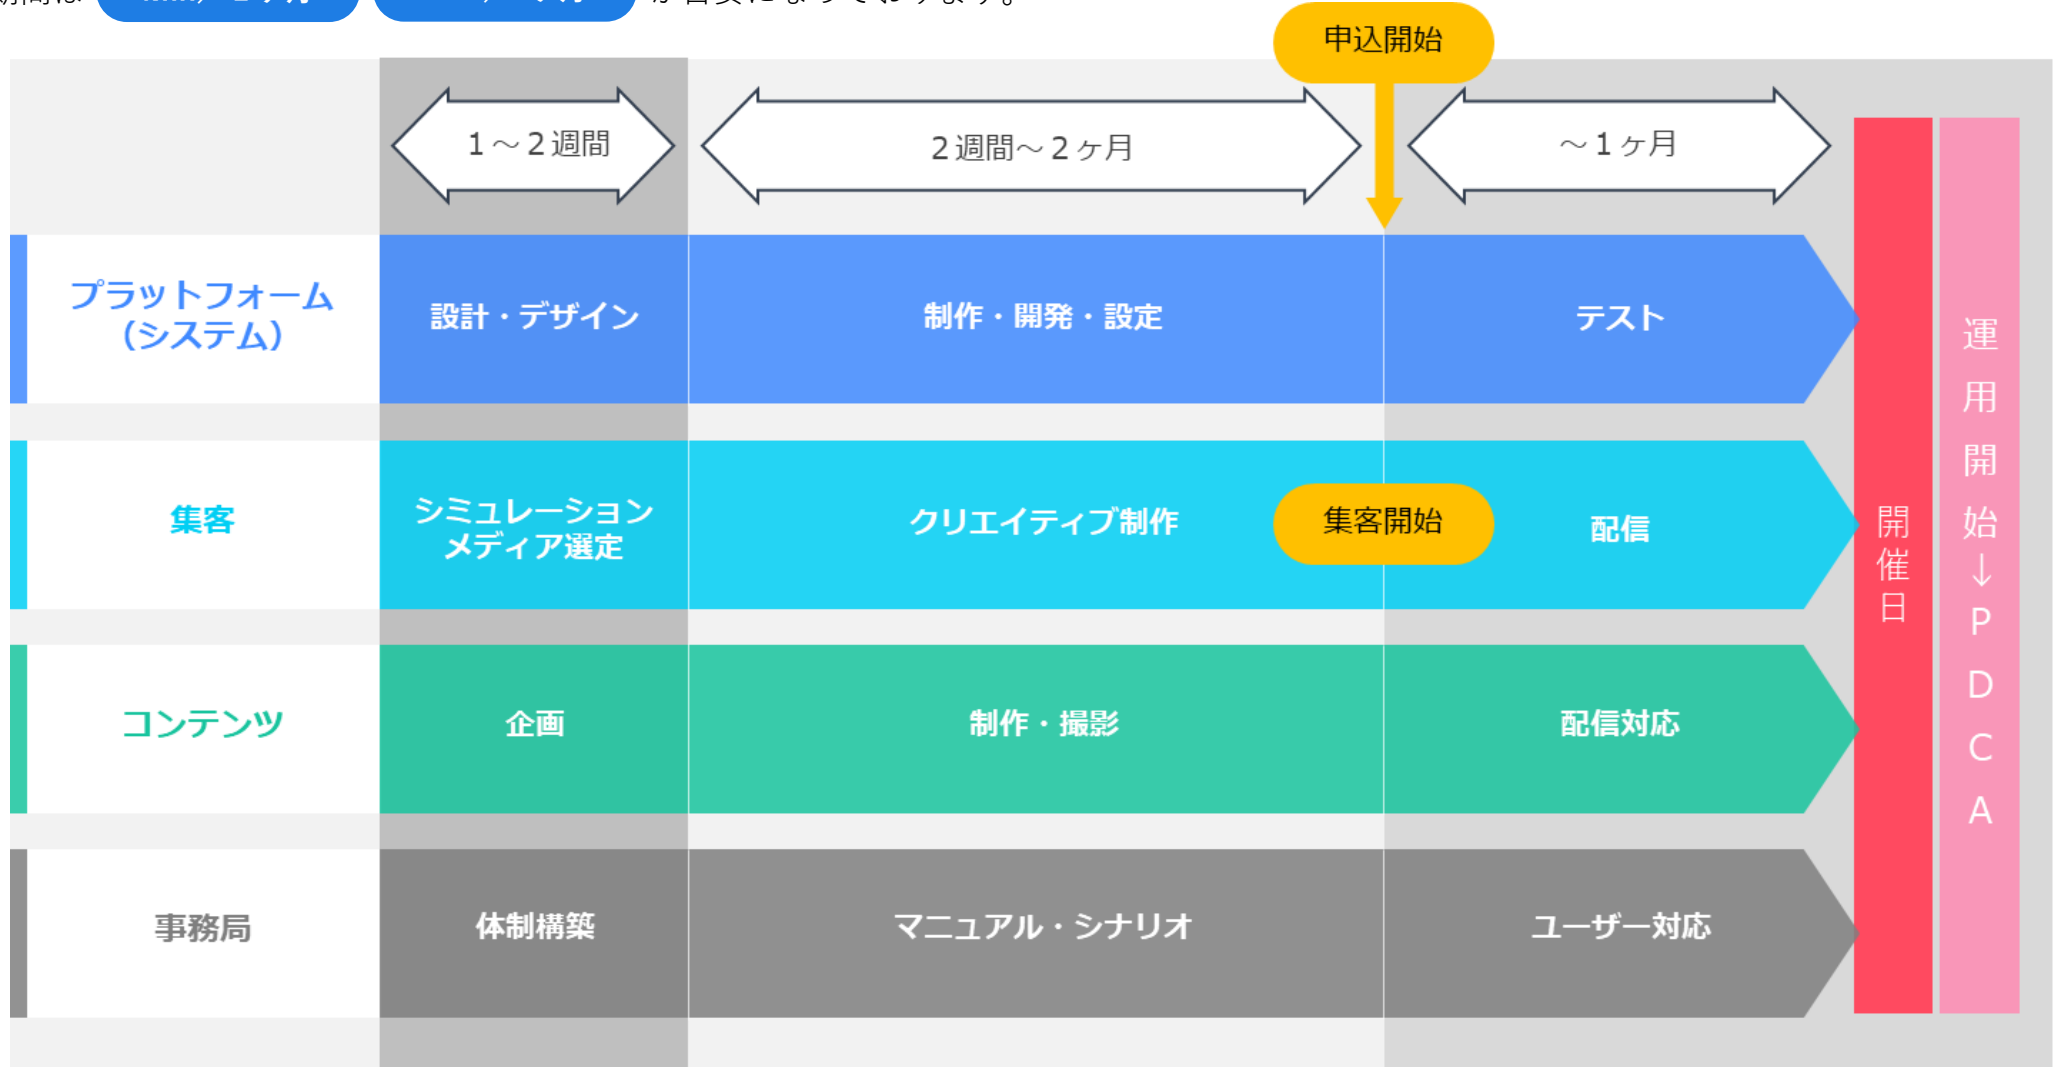 申込開始
1～2週間
2週間～2ヶ月
～1ヶ月
プラットフォーム
（システム）
設計・デザイン
制作・開発・設定
テスト
集客
シミュレーション
メディア選定
クリエイティブ制作
集客開始
配信
コンテンツ
企画
制作・撮影
配信対応
事務局
体制構築
マニュアル・シナリオ
ユーザー対応
開催日
運用開始→PDCA